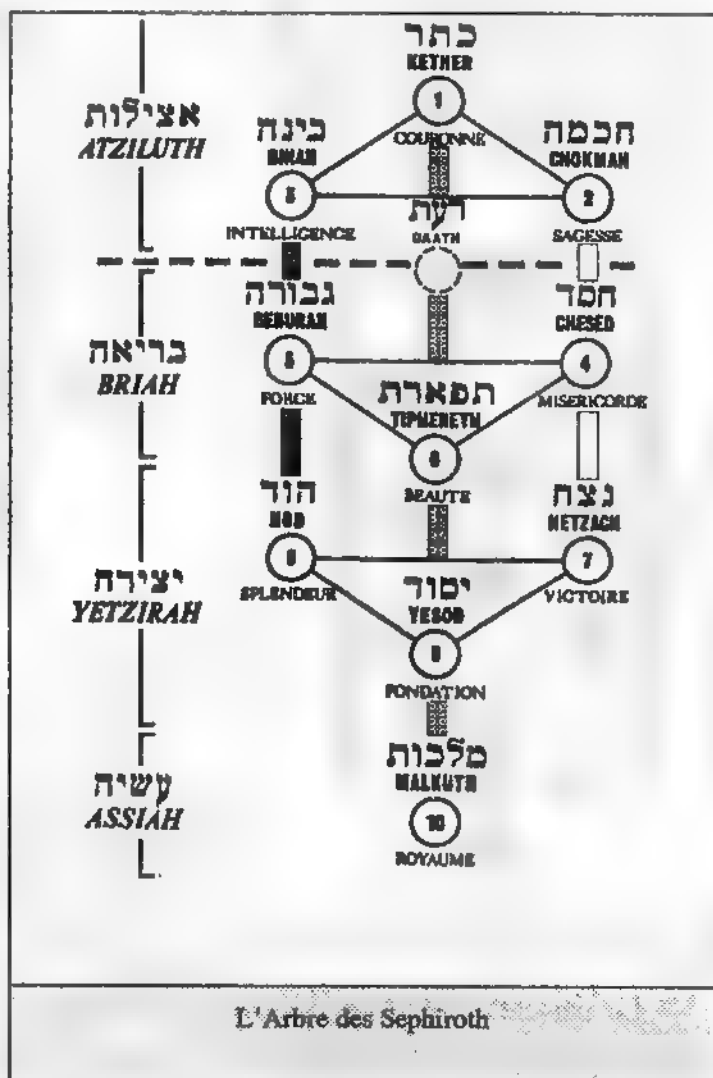 כתר
KETHER
1
COURONNE
אצילות
ATZILUTH
בינה
BINAH
3
INTELLIGENCE
חכמה
CHOKMAH
2
SAGESSE
דעת
DAATH
בריאה
BRIAH
גבורה
GEBURAH
5
FORCE
חסד
CHESED
4
MISERICORDE
תפארת
TIPHERETH
6
BEAUTE
יצירה
YETZIRAH
הוד
HOD
8
SPLENDEUR
נצח
NETZACH
7
VICTOIRE
יסוד
YESOD
9
FONDATION
עשיה
ASSIAH
מלכות
MALKUTH
10
ROYAUME
L'Arbre des Sephiroth